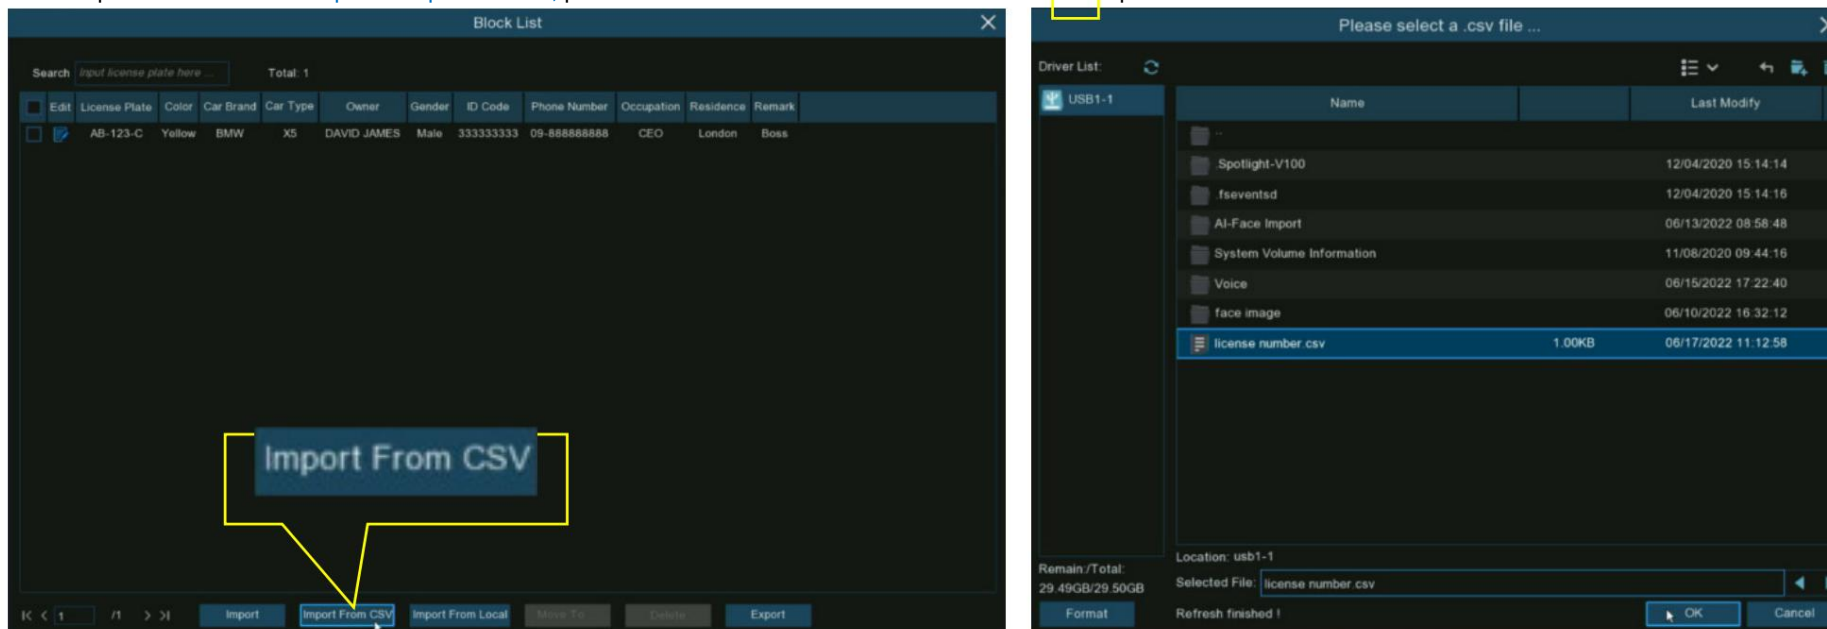 Block List
Search Input license plate here ... Total: 1
Edit License Plate Color Car Brand Car Type Owner Gender ID Code Phone Number Occupation Residence Remark
AB-123-C Yellow BMW X5 DAVID JAMES Male 333333333 09-888888888 CEO London Boss
Import From CSV
1 /1 Import Import From CSV Import From Local Move To Delete Export
Please select a .csv file ...
Driver List:
USB1-1
Name Last Modify
..
.Spotlight-V100 12/04/2020 15:14:14
.fseventsd 12/04/2020 15:14:16
AI-Face Import 06/13/2022 08:58:48
System Volume Information 11/08/2020 09:44:16
Voice 06/15/2022 17:22:40
face image 06/10/2022 16:32:12
license number.csv 1.00KB 06/17/2022 11:12:58
Location: usb1-1
Remain:/Total:
29.49GB/29.50GB
Selected File: license number.csv
Format Refresh finished ! OK Cancel